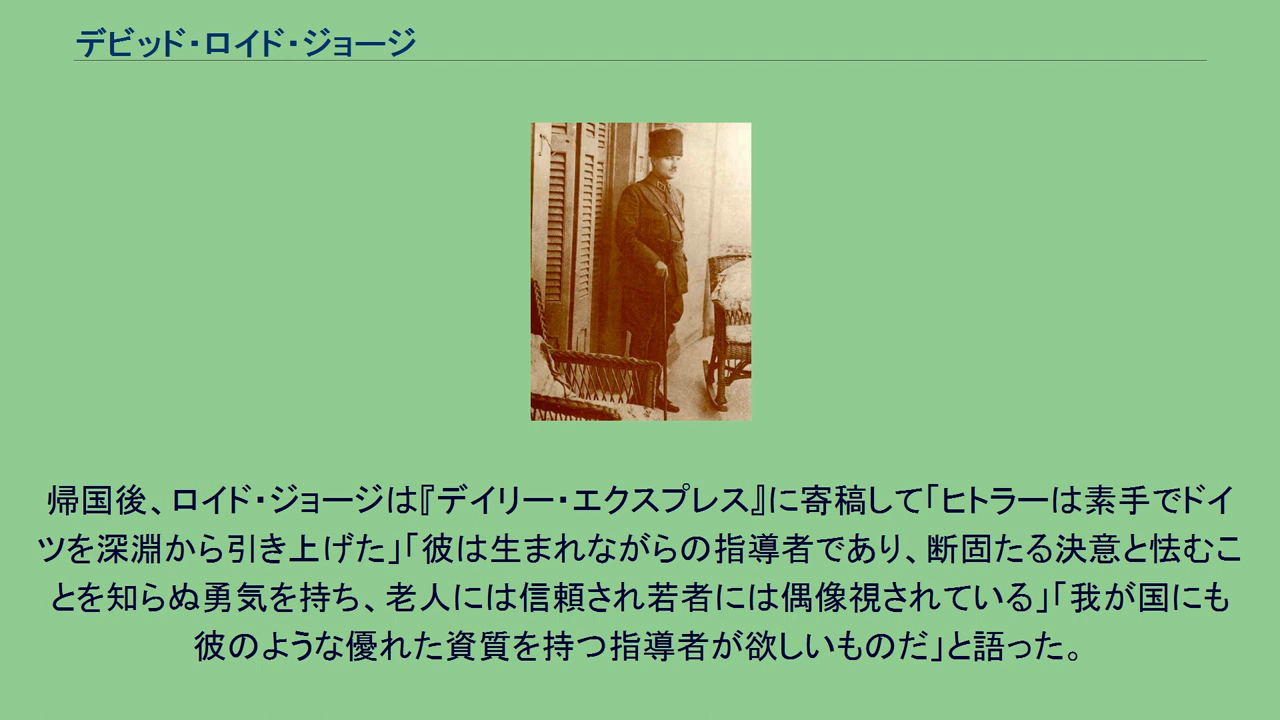 デビッド・ロイド・ジョージ
帰国後、ロイド・ジョージは『デイリー・エクスプレス』に寄稿して「ヒトラーは素手でドイ
ツを深淵から引き上げた」「彼は生まれながらの指導者であり、断固たる決意と怯むこ
とを知らぬ勇気を持ち、老人には信頼され若者には偶像視されている」「我が国にも
彼のような優れた資質を持つ指導者が欲しいものだ」と語った。